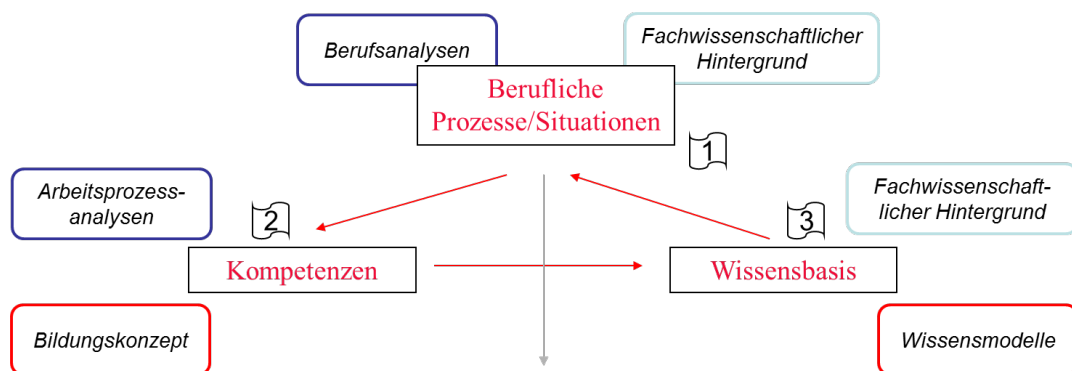 Berufsanalysen
Fachwissenschaftlicher
Hintergrund
Berufliche
Prozesse/Situationen
1
Arbeitsprozess-
analysen
2
3
Fachwissenschaft-
licher Hintergrund
Kompetenzen
Wissensbasis
Bildungskonzept
Wissensmodelle